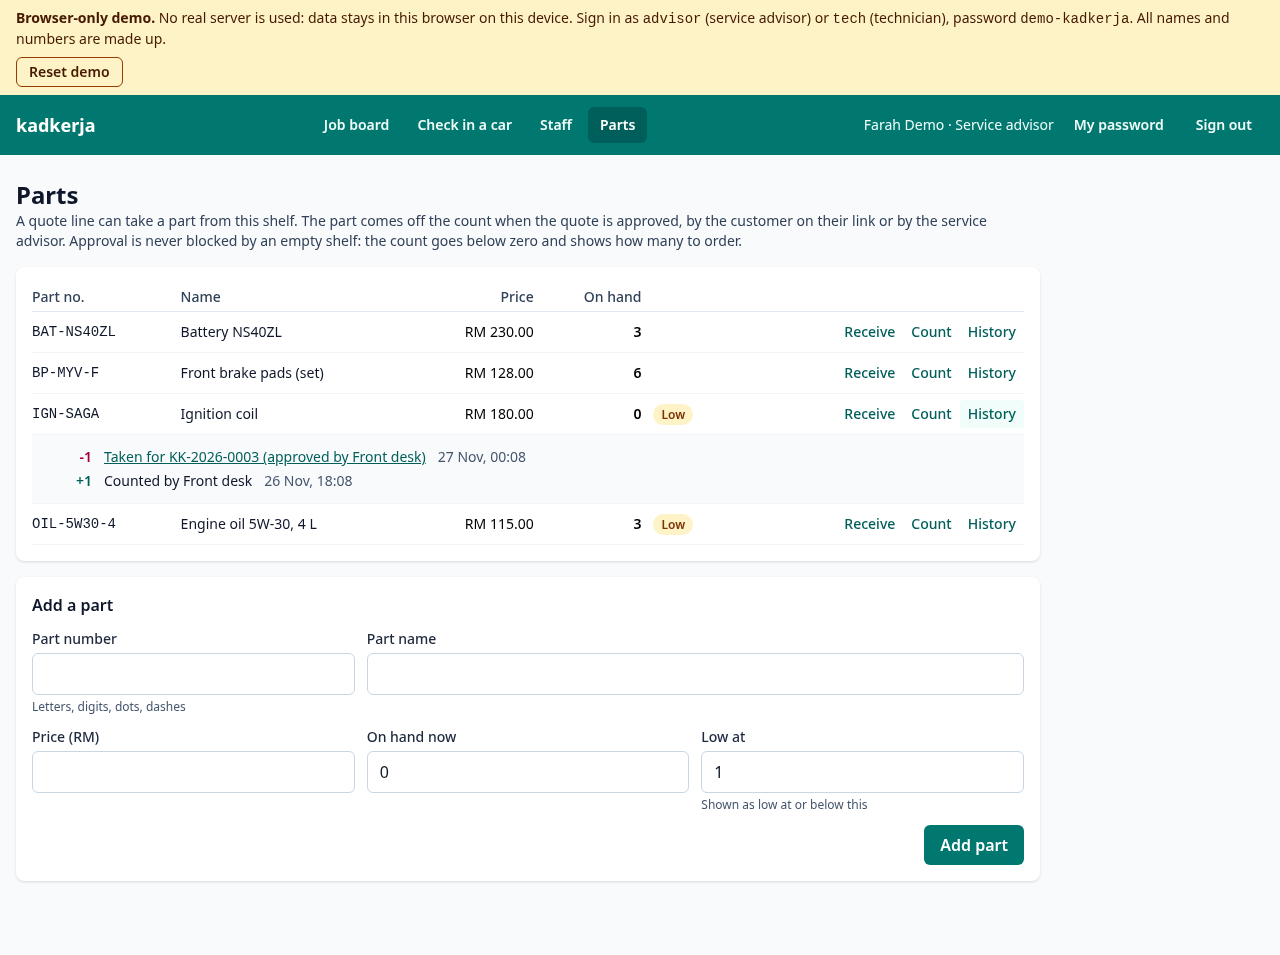 Browser-only demo. No real server is used: data stays in this browser on this device. Sign in as advisor (service advisor) or tech (technician), password demo-kadkerja. All names and
numbers are made up.
Reset demo
kadkerja Job board Check in a car Staff Parts Farah Demo · Service advisor My password Sign out
Parts
A quote line can take a part from this shelf. The part comes off the count when the quote is approved, by the customer on their link or by the service
advisor. Approval is never blocked by an empty shelf: the count goes below zero and shows how many to order.
Part no. Name Price On hand
BAT-NS40ZL Battery NS40ZL RM 230.00 3 Receive Count History
BP-MYV-F Front brake pads (set) RM 128.00 6 Receive Count History
IGN-SAGA Ignition coil RM 180.00 0 Low Receive Count History
-1 Taken for KK-2026-0003 (approved by Front desk) 27 Nov, 00:08
+1 Counted by Front desk 26 Nov, 18:08
OIL-5W30-4 Engine oil 5W-30, 4 L RM 115.00 3 Low Receive Count History
Add a part
Part number Part name
Letters, digits, dots, dashes
Price (RM) On hand now Low at
0 1
Shown as low at or below this
Add part